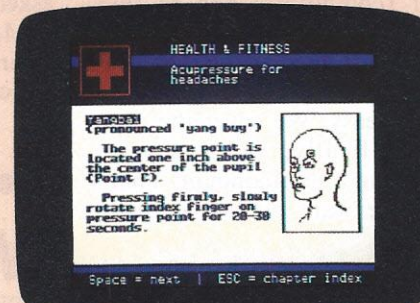 HEALTH & FITNESS
Acupressure for
headaches
Yangbai
(pronounced "yang buy")
The pressure point is
located one inch above
the center of the pupil
(Point C).
Pressing firmly, slowly
rotate index finger on
pressure point for 20-30
seconds.
Space = next | ESC = chapter index